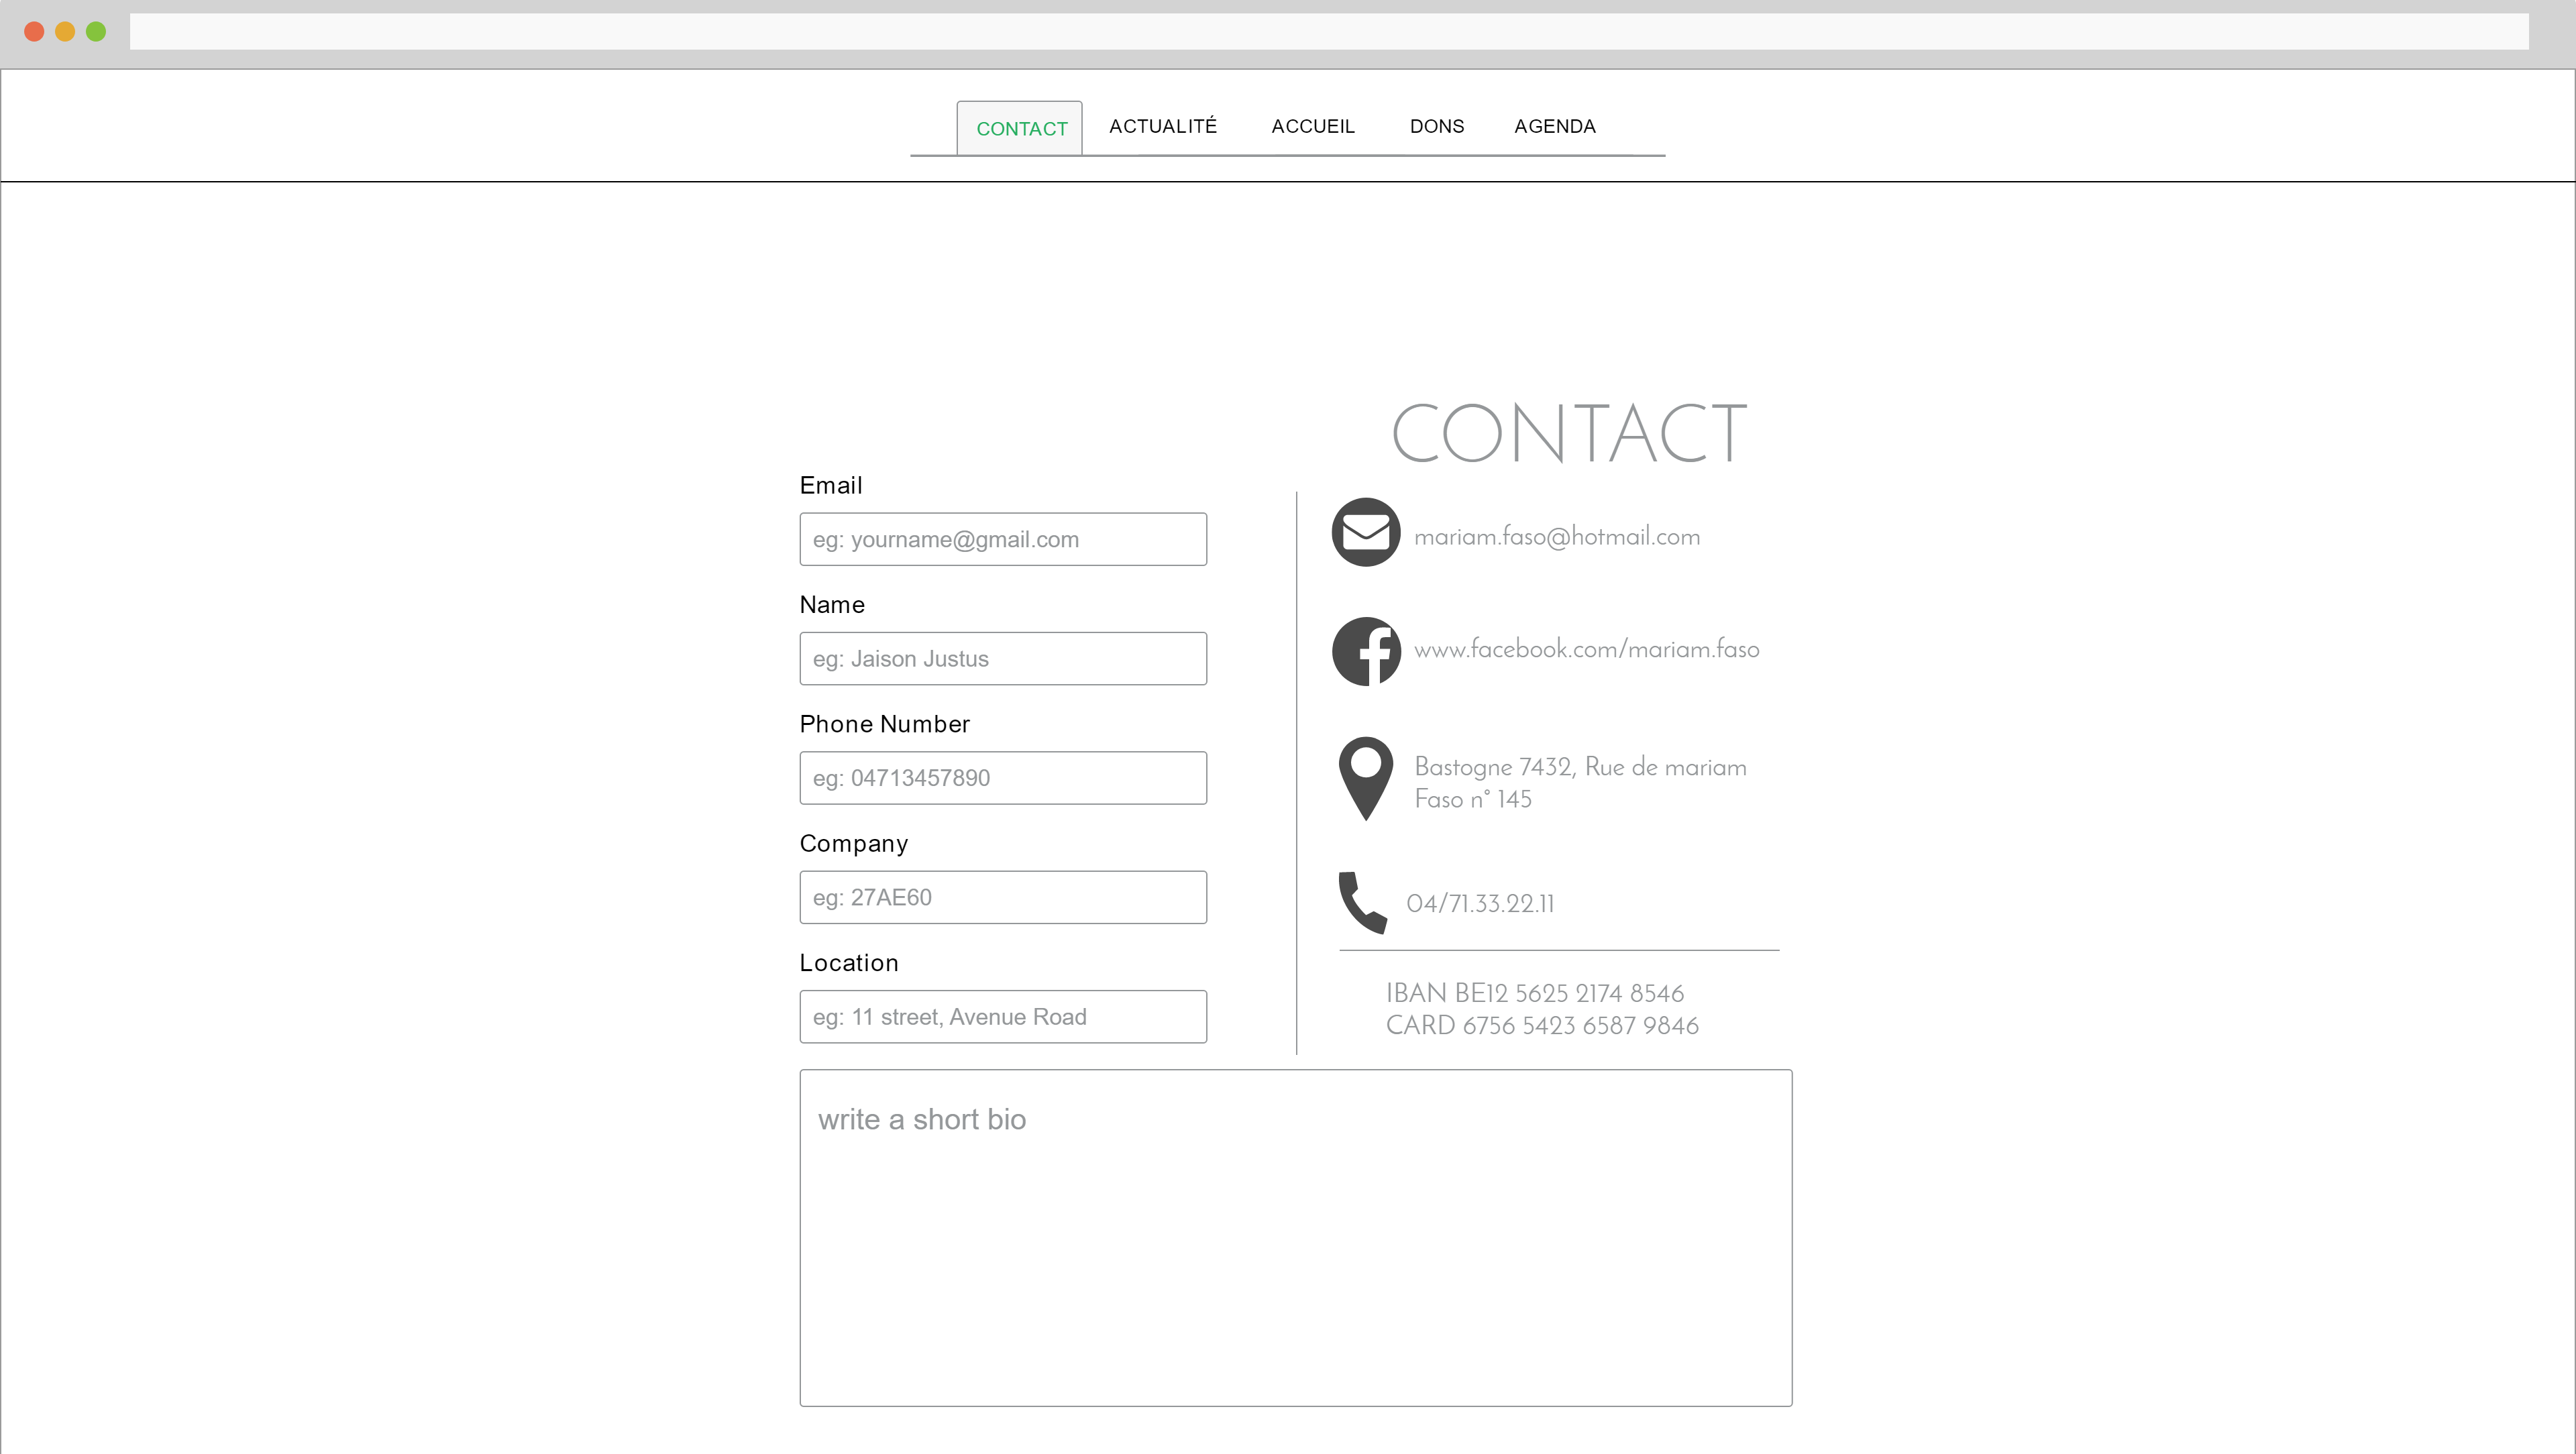 CONTACT ACTUALITÉ ACCUEIL DONS AGENDA
Email
eg: yourname@gmail.com
Name
eg: Jaison Justus
Phone Number
eg: 04713457890
Company
eg: 27AE60
Location
eg: 11 street, Avenue Road
CONTACT
mariam.faso@hotmail.com
www.facebook.com/mariam.faso
Bastogne 7432, Rue de mariam
Faso n° 145
04/71.33.22.11
IBAN BE12 5625 2174 8546
CARD 6756 5423 6587 9846
write a short bio